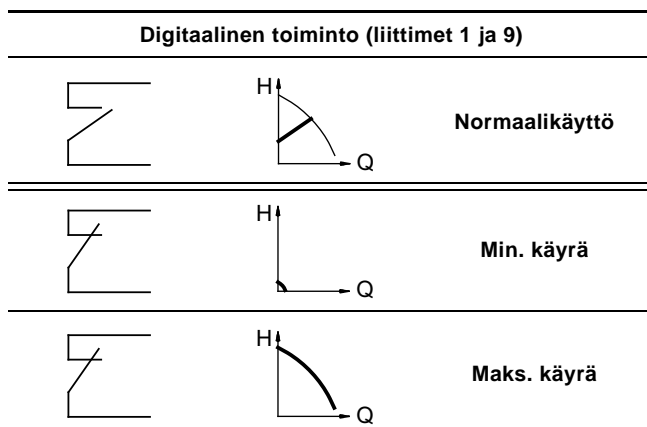 Digitaalinen toiminto (liittimet 1 ja 9)
H
Q
Normaalikäyttö
H
Q
Min. käyrä
H
Q
Maks. käyrä